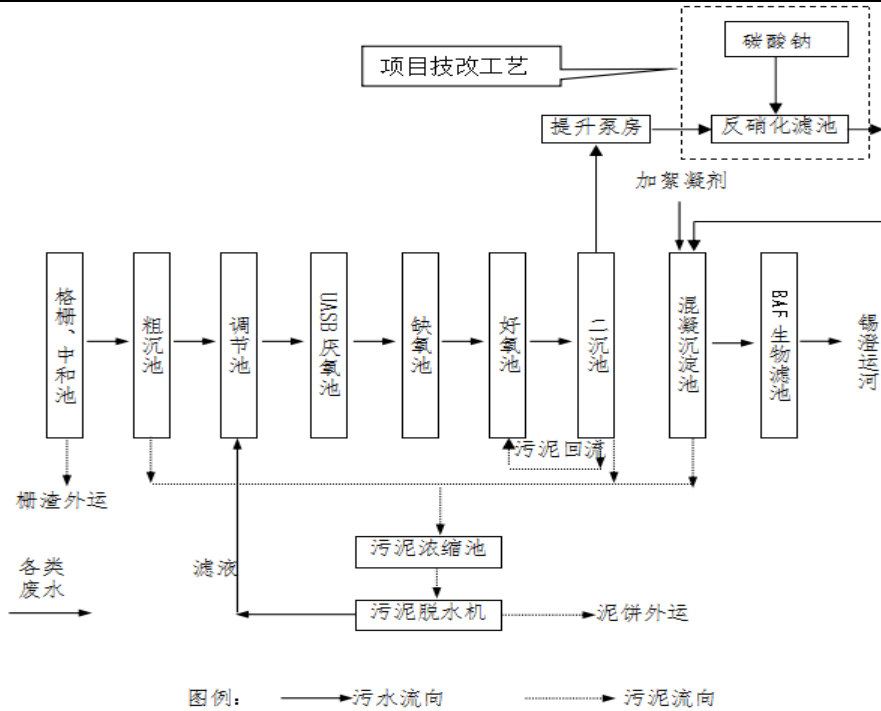 碳酸钠
项目技改工艺
提升泵房
反硝化滤池
加絮凝剂
格栅、中和池
粗沉池
调节池
UASB厌氧池
缺氧池
好氧池
二沉池
混凝沉淀池
BAF生物滤池
锡澄运河
污泥回流
栅渣外运
污泥浓缩池
各类
废水
滤液
污泥脱水机
泥饼外运
图例:
污水流向
污泥流向